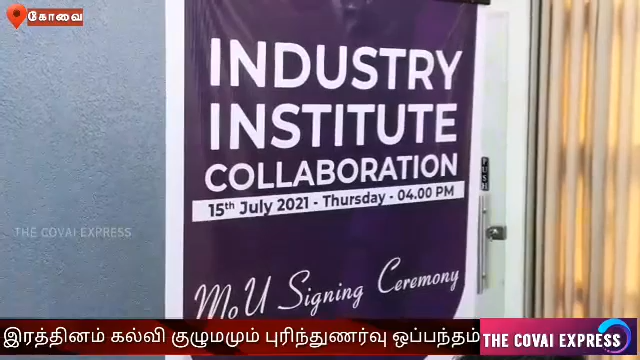 கோவை
INDUSTRY
INSTITUTE
COLLABORATION
15th July 2021 - Thursday - 04.00 PM
PUSH
THE COVAI EXPRESS
MoU Signing Ceremony
இரத்தினம் கல்வி குழுமமும் புரிந்துணர்வு ஒப்பந்தம்
THE COVAI EXPRESS